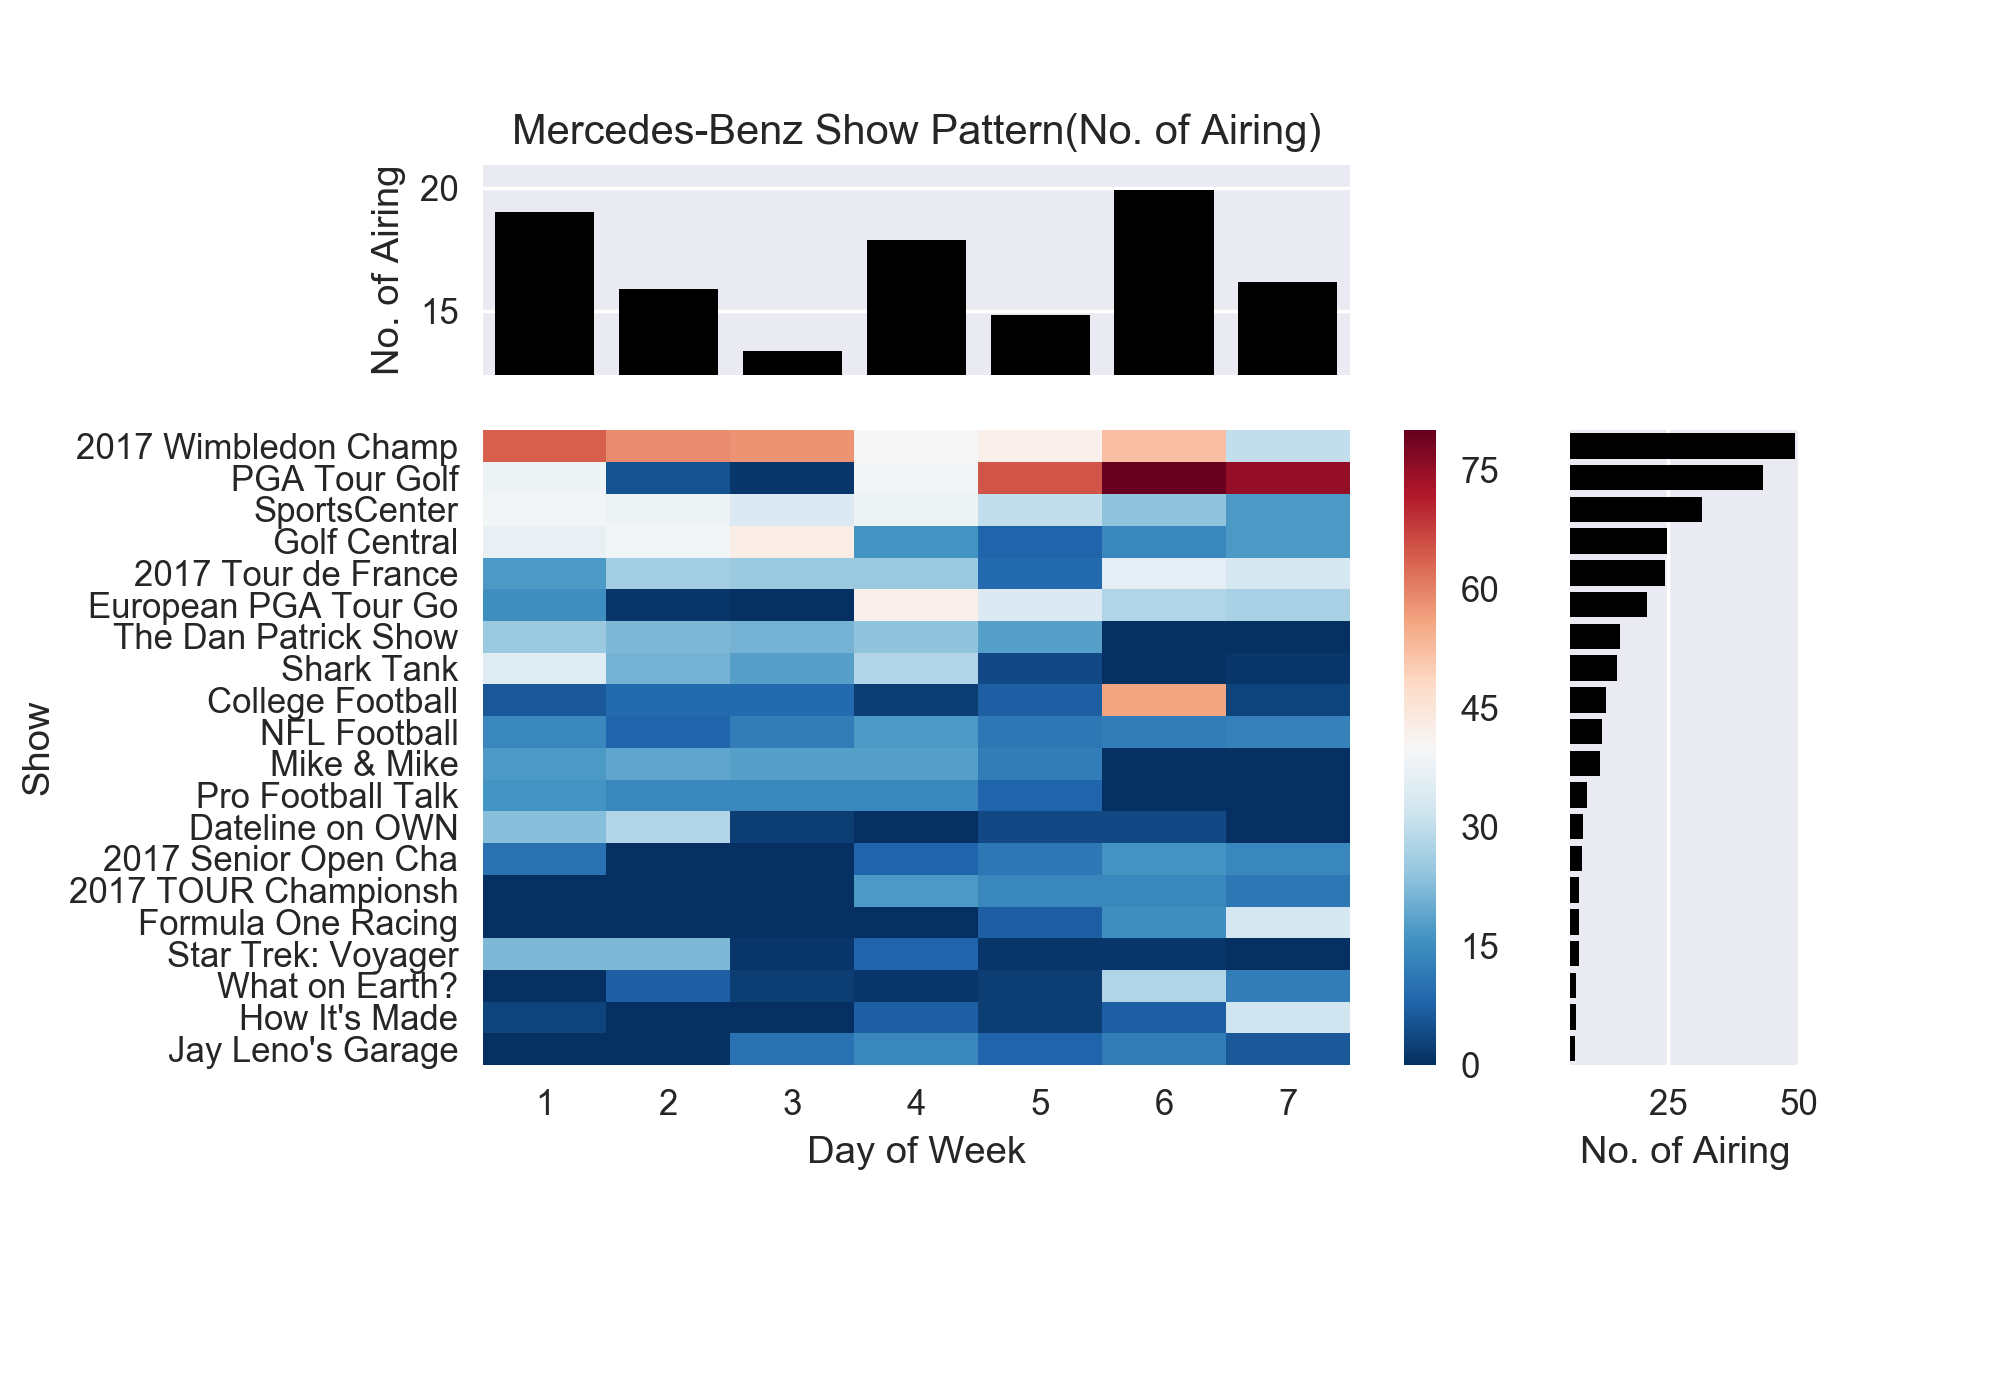 Mercedes-Benz Show Pattern(No. of Airing)
No. of Airing
20
15
Show
2017 Wimbledon Champ
PGA Tour Golf
SportsCenter
Golf Central
2017 Tour de France
European PGA Tour Go
The Dan Patrick Show
Shark Tank
College Football
NFL Football
Mike & Mike
Pro Football Talk
Dateline on OWN
2017 Senior Open Cha
2017 TOUR Championsh
Formula One Racing
Star Trek: Voyager
What on Earth?
How It's Made
Jay Leno's Garage
1 2 3 4 5 6 7
Day of Week
75
60
45
30
15
0
25 50
No. of Airing